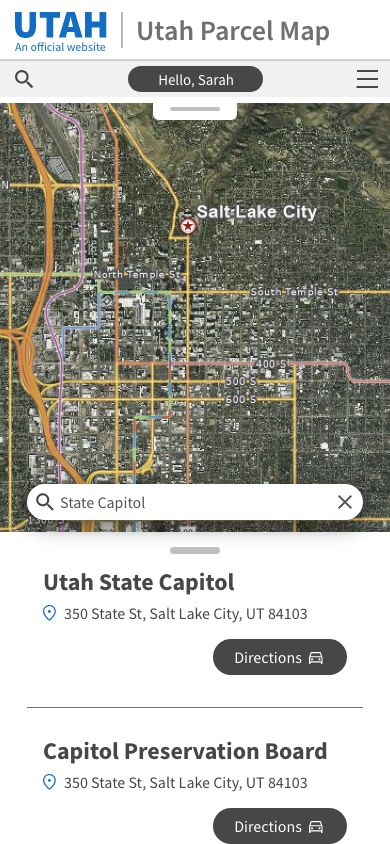 UTAH
An official website
Utah Parcel Map
Hello, Sarah
N
Salt Lake City
North Temple St
South Temple St
400 S
500 S
600 S
State Capitol
Utah State Capitol
350 State St, Salt Lake City, UT 84103
Directions
Capitol Preservation Board
350 State St, Salt Lake City, UT 84103
Directions